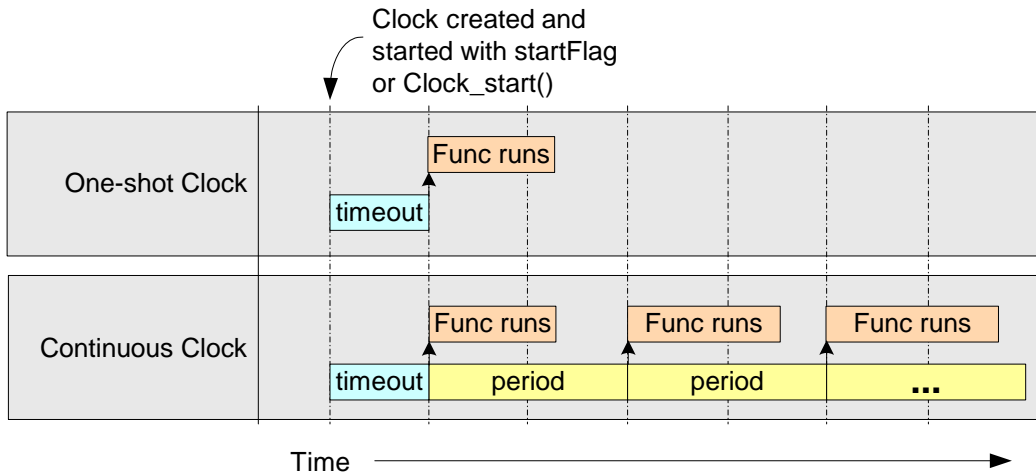 Clock created and
started with startFlag
or Clock_start()
One-shot Clock
Func runs
timeout
Continuous Clock
Func runs
Func runs
Func runs
timeout
period
period
...
Time